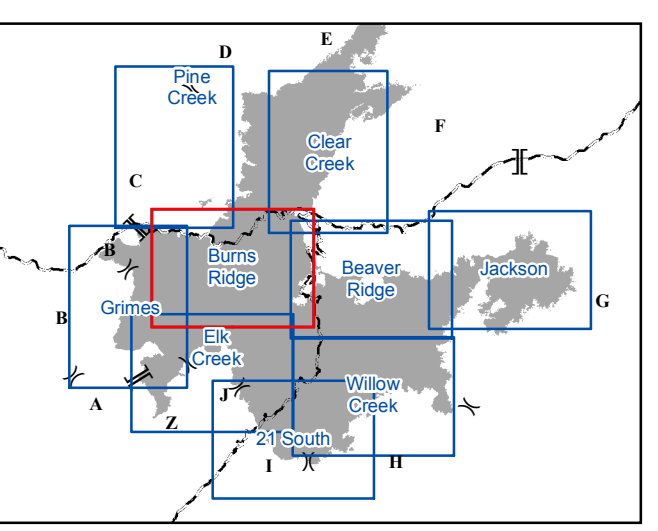 E
D
Pine
Creek
F
Clear
Creek
C
B
Burns
Ridge
Beaver
Ridge
Jackson
G
Grimes
B
Elk
Creek
Willow
Creek
J
A
Z
21 South
I
H